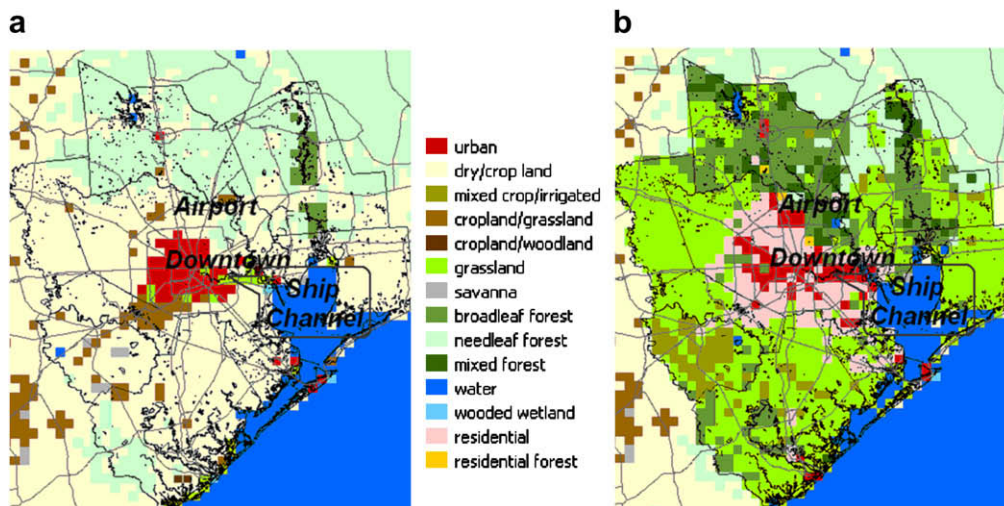 a
Airport
Downtown
Ship
Channel
urban
dry/crop land
mixed crop/irrigated
cropland/grassland
cropland/woodland
grassland
savanna
broadleaf forest
needleaf forest
mixed forest
water
wooded wetland
residential
residential forest
b
Airport
Downtown
Ship
Channel